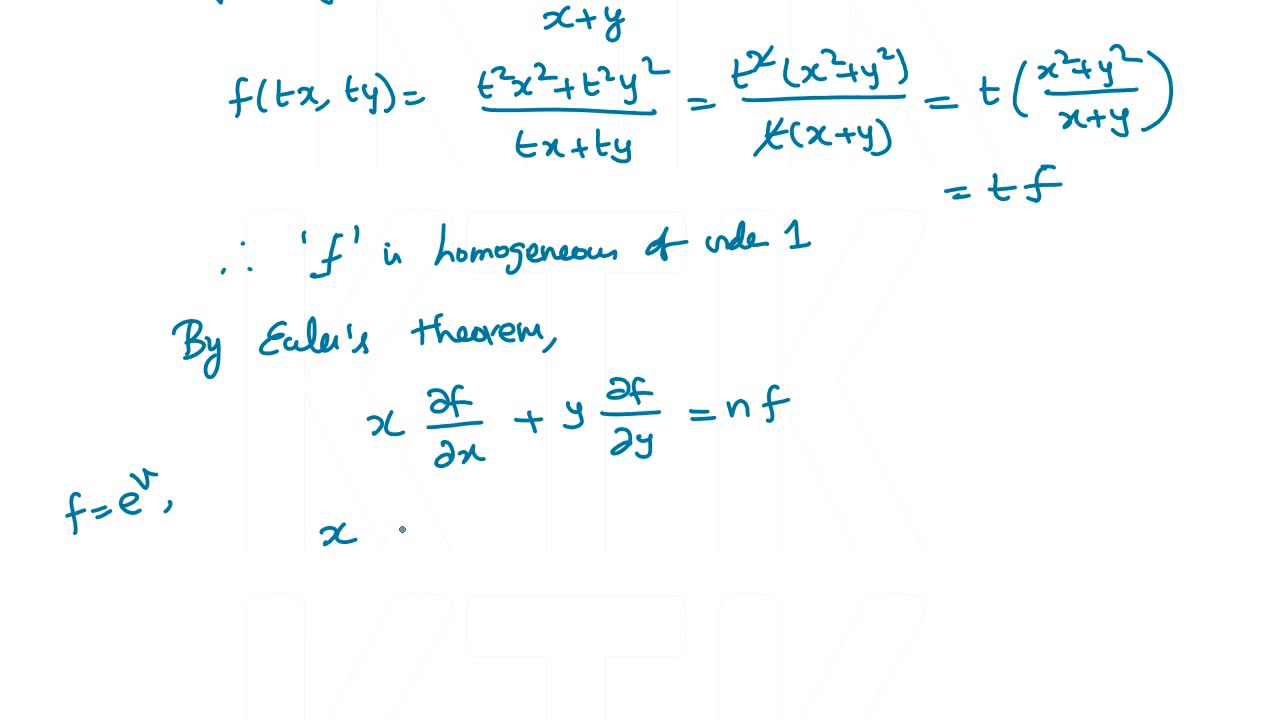 x+y
f(tx, ty) = t²x²+t²y² / tx+ty = t²(x²+y²) / t(x+y) = t(x²+y² / x+y)
= tf
∴ 'f' is homogeneous of order 1
By Euler's theorem,
x ∂f/∂x + y ∂f/∂y = nf
f=eᵛ,
x